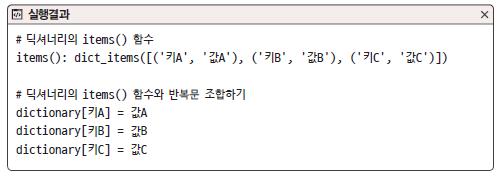 실행결과
# 딕셔너리의 items() 함수
items(): dict_items([('키A', '값A'), ('키B', '값B'), ('키C', '값C')])
# 딕셔너리의 items() 함수와 반복문 조합하기
dictionary[키A] = 값A
dictionary[키B] = 값B
dictionary[키C] = 값C